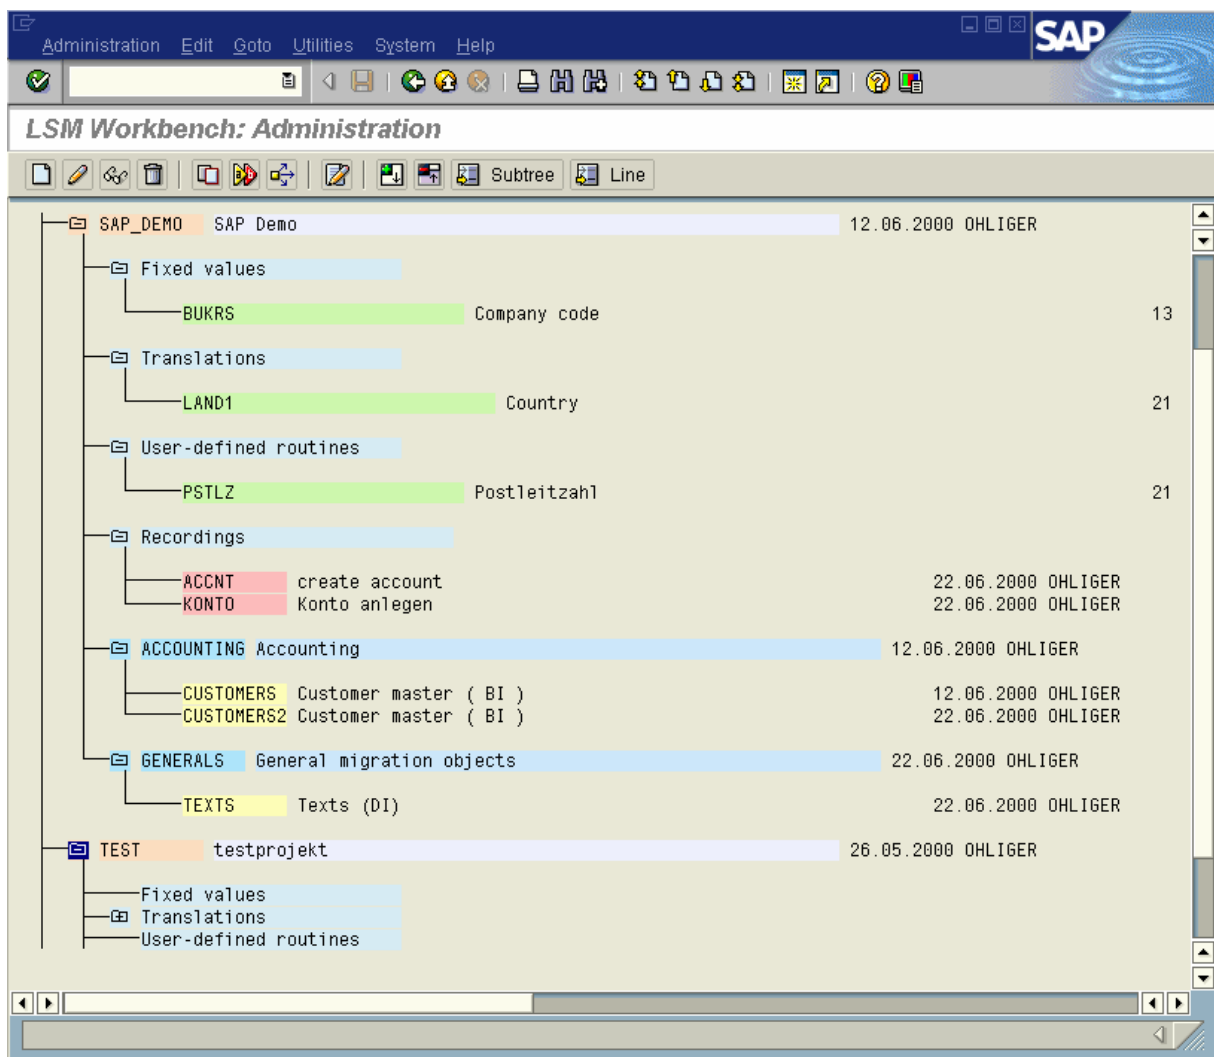 Administration Edit Goto Utilities System Help
SAP
LSM Workbench: Administration
Subtree Line
SAP_DEMO SAP Demo 12.06.2000 OHLIGER
Fixed values
BUKRS Company code 13
Translations
LAND1 Country 21
User-defined routines
PSTLZ Postleitzahl 21
Recordings
ACCNT create account 22.06.2000 OHLIGER
KONTO Konto anlegen 22.06.2000 OHLIGER
ACCOUNTING Accounting 12.06.2000 OHLIGER
CUSTOMERS Customer master ( BI ) 12.06.2000 OHLIGER
CUSTOMERS2 Customer master ( BI ) 22.06.2000 OHLIGER
GENERALS General migration objects 22.06.2000 OHLIGER
TEXTS Texts (DI) 22.06.2000 OHLIGER
TEST testprojekt 26.05.2000 OHLIGER
Fixed values
Translations
User-defined routines